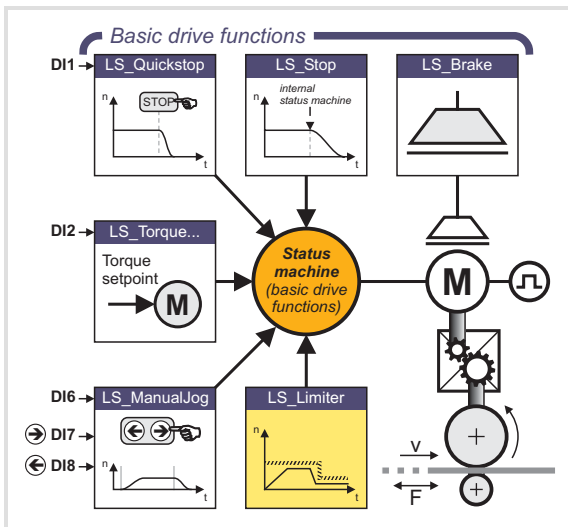 Basic drive functions
DI1
LS_Quickstop
LS_Stop
LS_Brake
n
STOP
t
n
internal
status machine
t
DI2
LS_Torque...
Torque
setpoint
M
Status
machine
(basic drive
functions)
M
DI6
LS_ManualJog
LS_Limiter
DI7
DI8
n
t
n
t
v
F